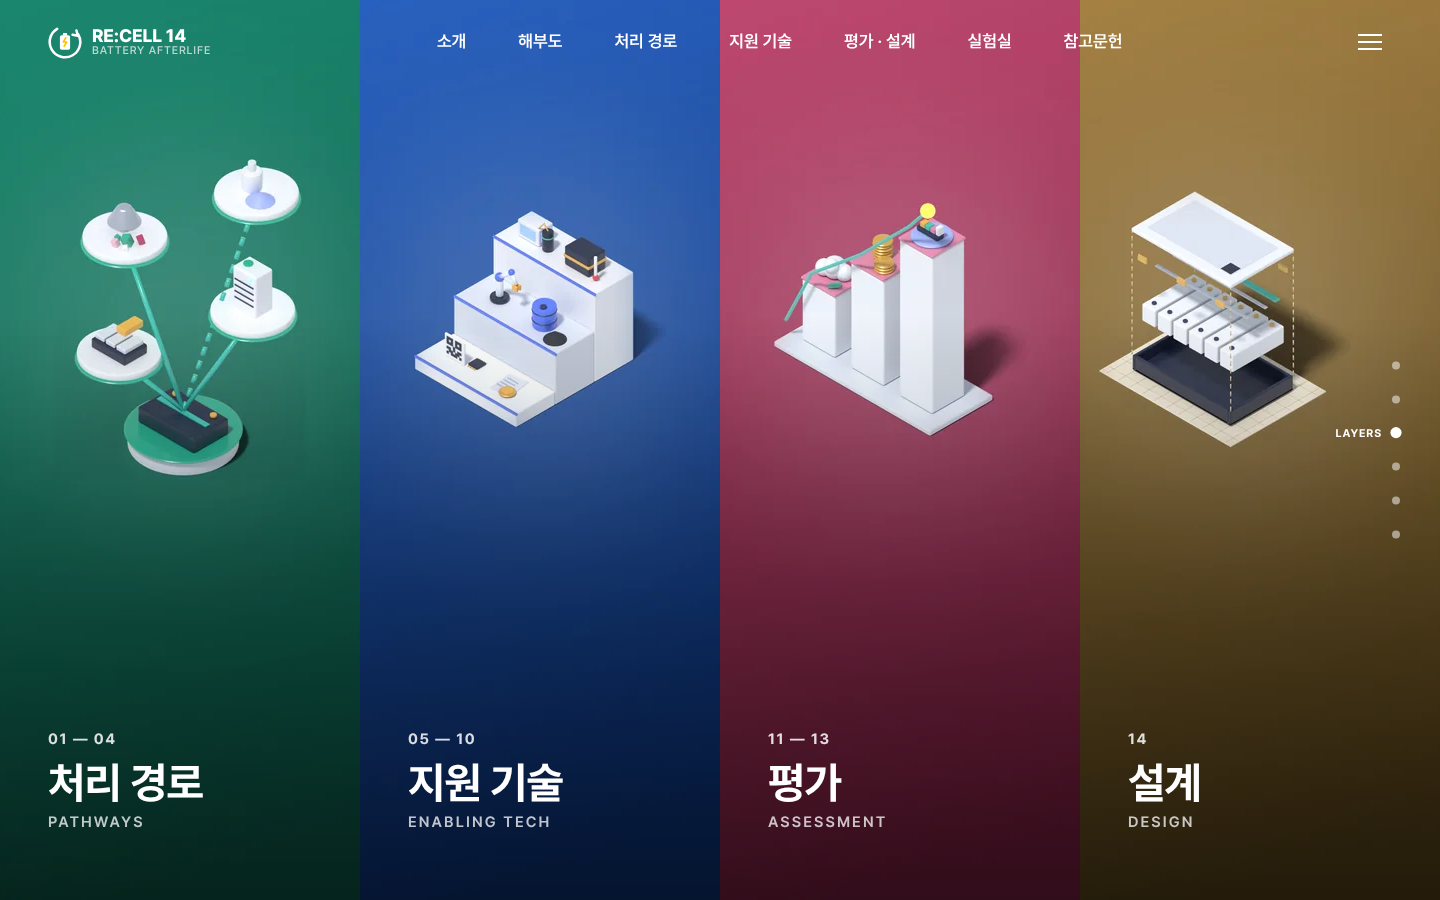 RE:CELL 14
BATTERY AFTERLIFE
소개 해부도 처리 경로 지원 기술 평가 · 설계 실험실 참고문헌
LAYERS
01 — 04
처리 경로
PATHWAYS
05 — 10
지원 기술
ENABLING TECH
11 — 13
평가
ASSESSMENT
14
설계
DESIGN